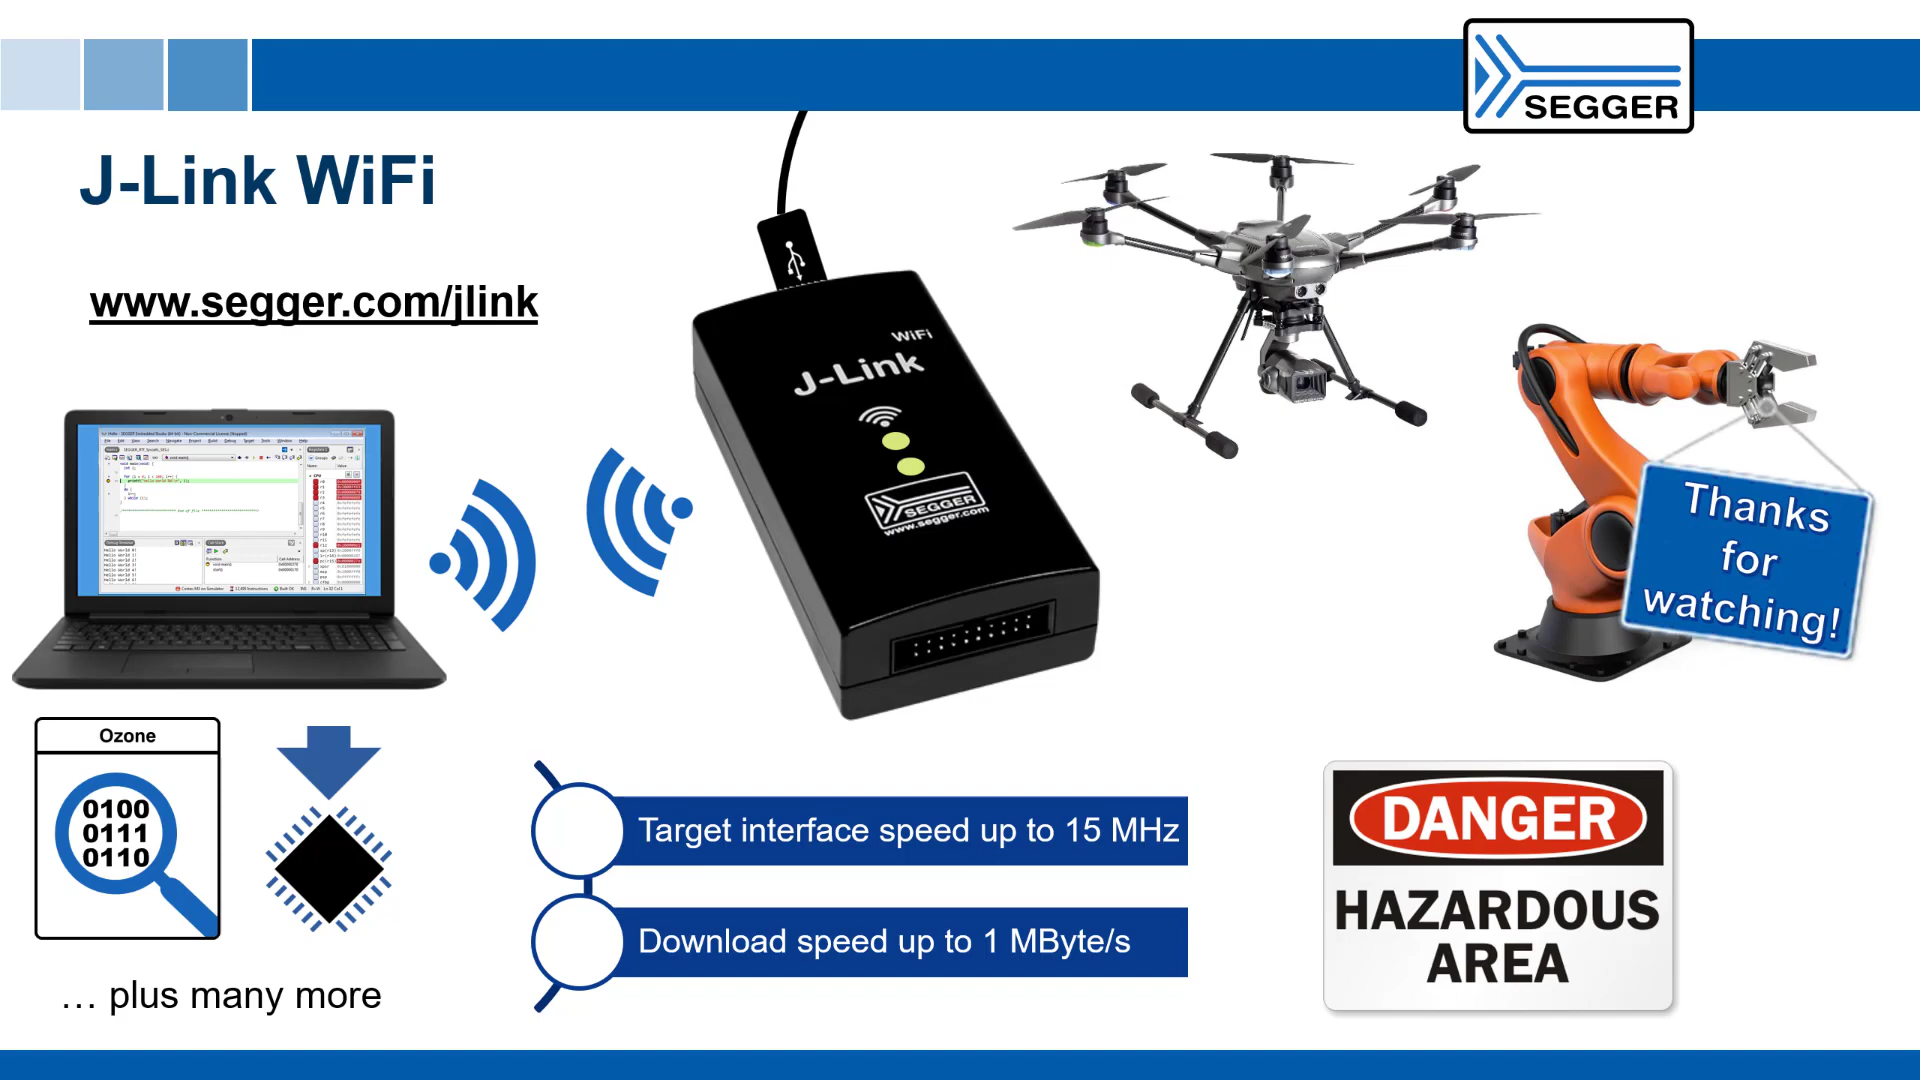 SEGGER
J-Link WiFi
www.segger.com/jlink
WiFi
J-Link
SEGGER
www.segger.com
Thanks
for
watching!
Ozone
0100
0111
0110
... plus many more
Target interface speed up to 15 MHz
Download speed up to 1 MByte/s
DANGER
HAZARDOUS
AREA